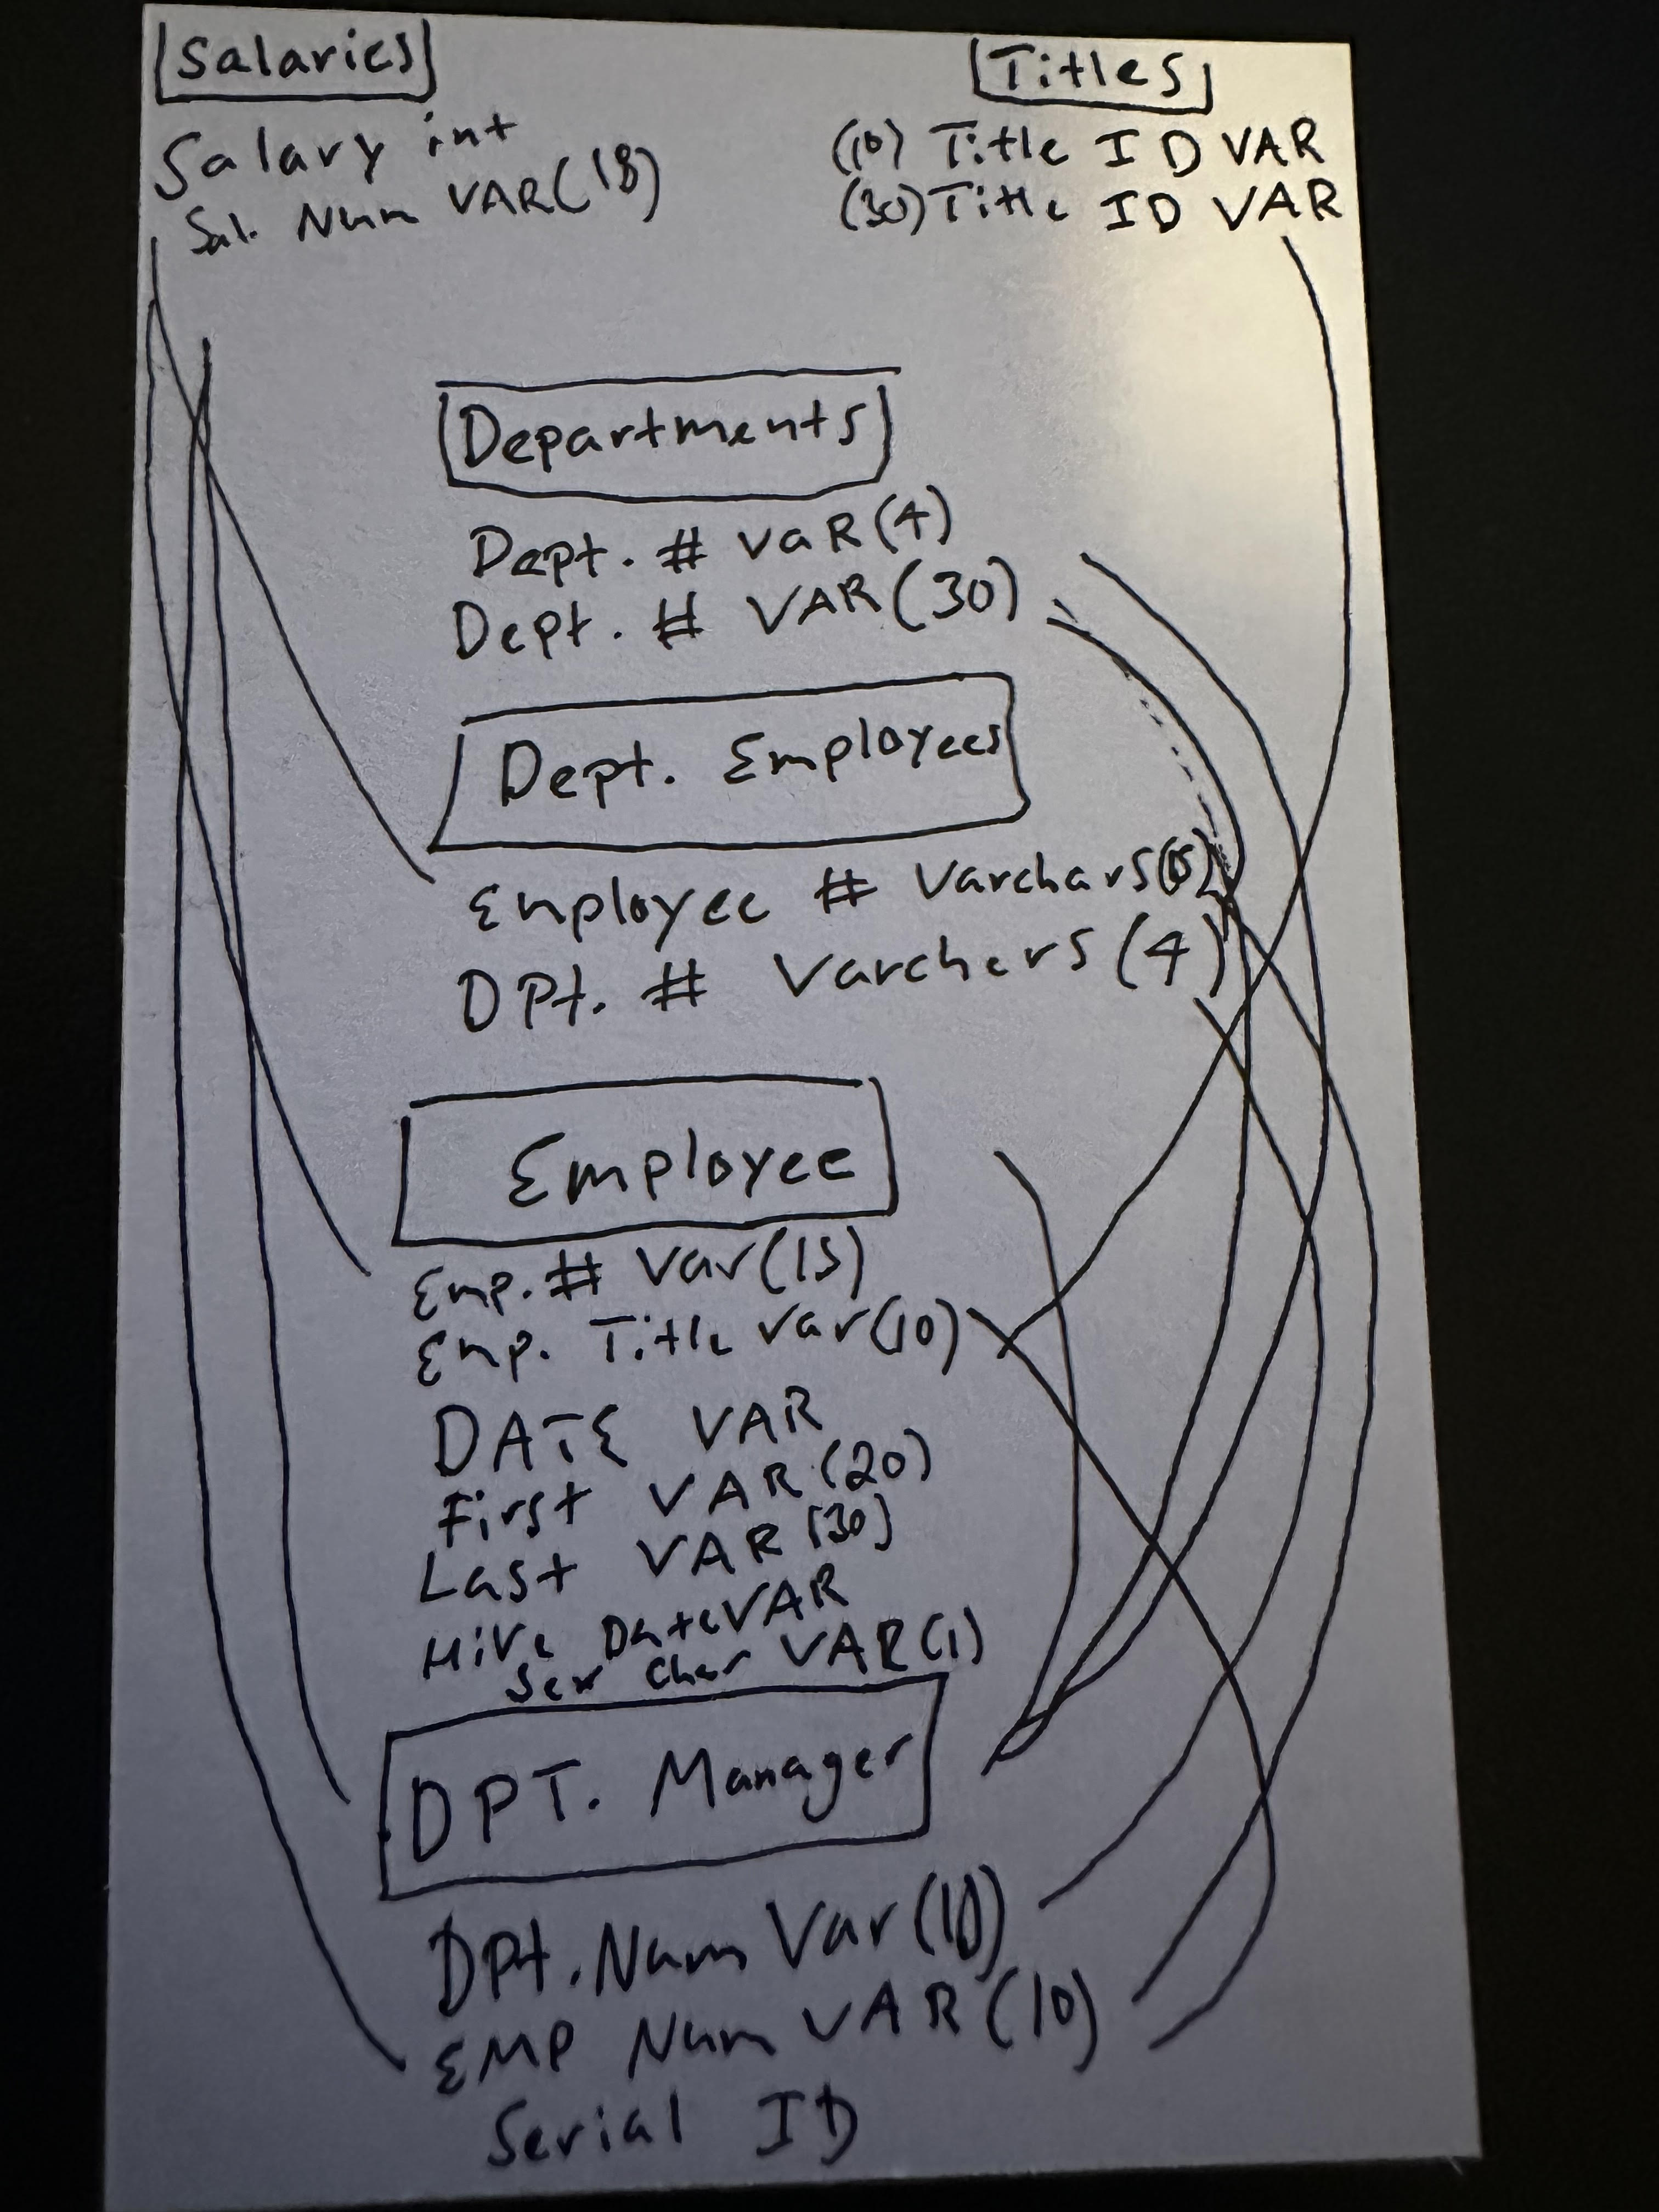 Salaries
Salary int
Sal. Num VAR(18)
Titles
(10) Title ID VAR
(30) Title ID VAR
Departments
Dept. # VaR(4)
Dept. # VAR(30)
Dept. Employees
Employee # Varchars
DPt. # Varchers (4)
Employee
Emp. # Var(15)
Emp. Title Var(10)
DATE VAR
First VAR (20)
Last VAR (30)
Hire Date VAR
Sex Char VAR(1)
DPT. Manager
DPt. Num Var(10)
EMP Num VAR (10)
Serial ID